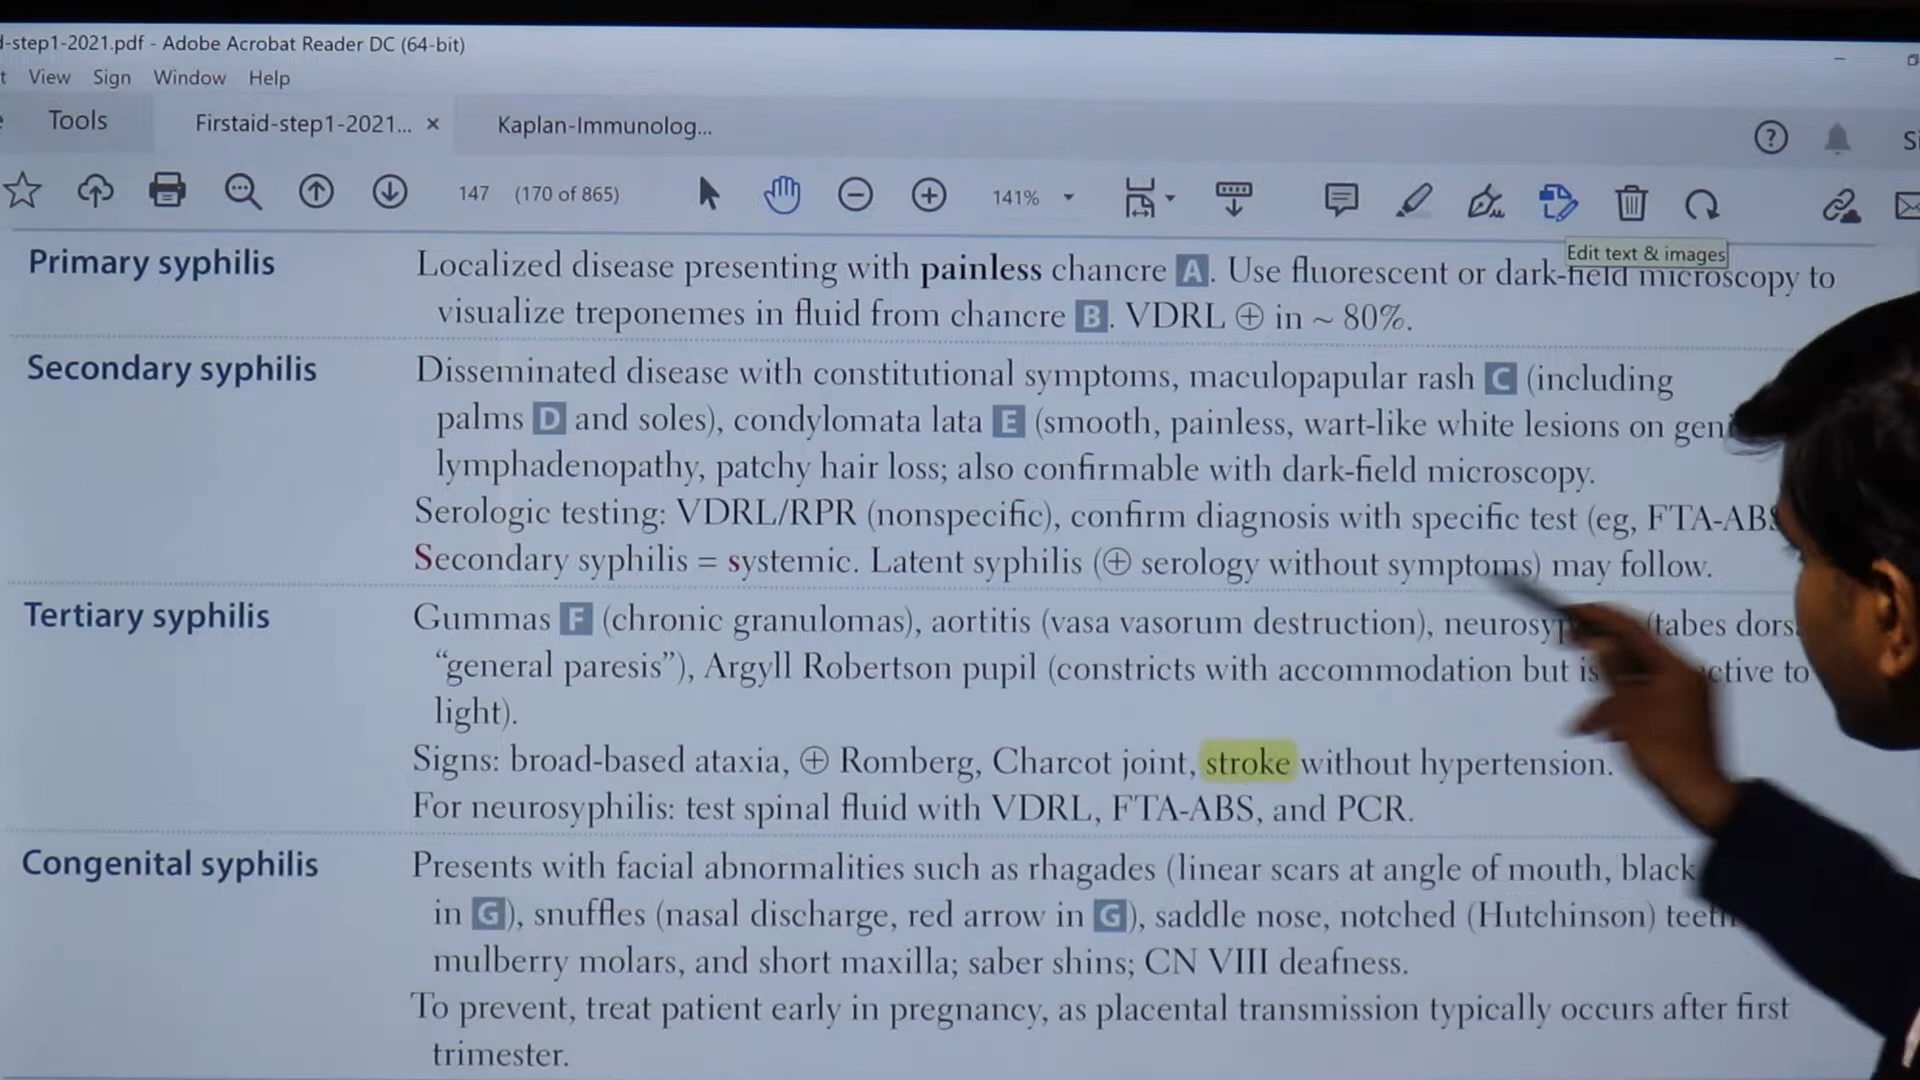 -step1-2021.pdf - Adobe Acrobat Reader DC (64-bit)
View Sign Window Help
Tools Firstaid-step1-2021... × Kaplan-Immunolog...
147 (170 of 865) 141%
Edit text & images
Primary syphilis
Localized disease presenting with painless chancre A. Use fluorescent or dark-field microscopy to
visualize treponemes in fluid from chancre B. VDRL ⊕ in ~ 80%.
Secondary syphilis
Disseminated disease with constitutional symptoms, maculopapular rash C (including
palms D and soles), condylomata lata E (smooth, painless, wart-like white lesions on
lymphadenopathy, patchy hair loss; also confirmable with dark-field microscopy.
Serologic testing: VDRL/RPR (nonspecific), confirm diagnosis with specific test (eg, FTA-ABS
Secondary syphilis = systemic. Latent syphilis (⊕ serology without symptoms) may follow.
Tertiary syphilis
Gummas F (chronic granulomas), aortitis (vasa vasorum destruction), (tabes
“general paresis”), Argyll Robertson pupil (constricts with accommodation but is to
light).
Signs: broad-based ataxia, ⊕ Romberg, Charcot joint, stroke without hypertension.
For neurosyphilis: test spinal fluid with VDRL, FTA-ABS, and PCR.
Congenital syphilis
Presents with facial abnormalities such as rhagades (linear scars at angle of mouth, black
in G), snuffles (nasal discharge, red arrow in G), saddle nose, notched (Hutchinson) teeth
mulberry molars, and short maxilla; saber shins; CN VIII deafness.
To prevent, treat patient early in pregnancy, as placental transmission typically occurs after first
trimester.